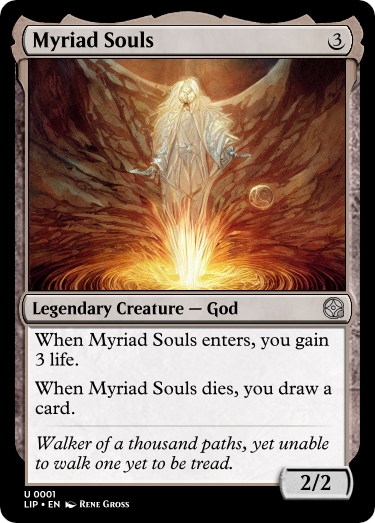 Myriad Souls 3
Legendary Creature — God
When Myriad Souls enters, you gain
3 life.
When Myriad Souls dies, you draw a
card.
Walker of a thousand paths, yet unable
to walk one yet to be tread.
2/2
U 0001
LIP • EN Rene Gross